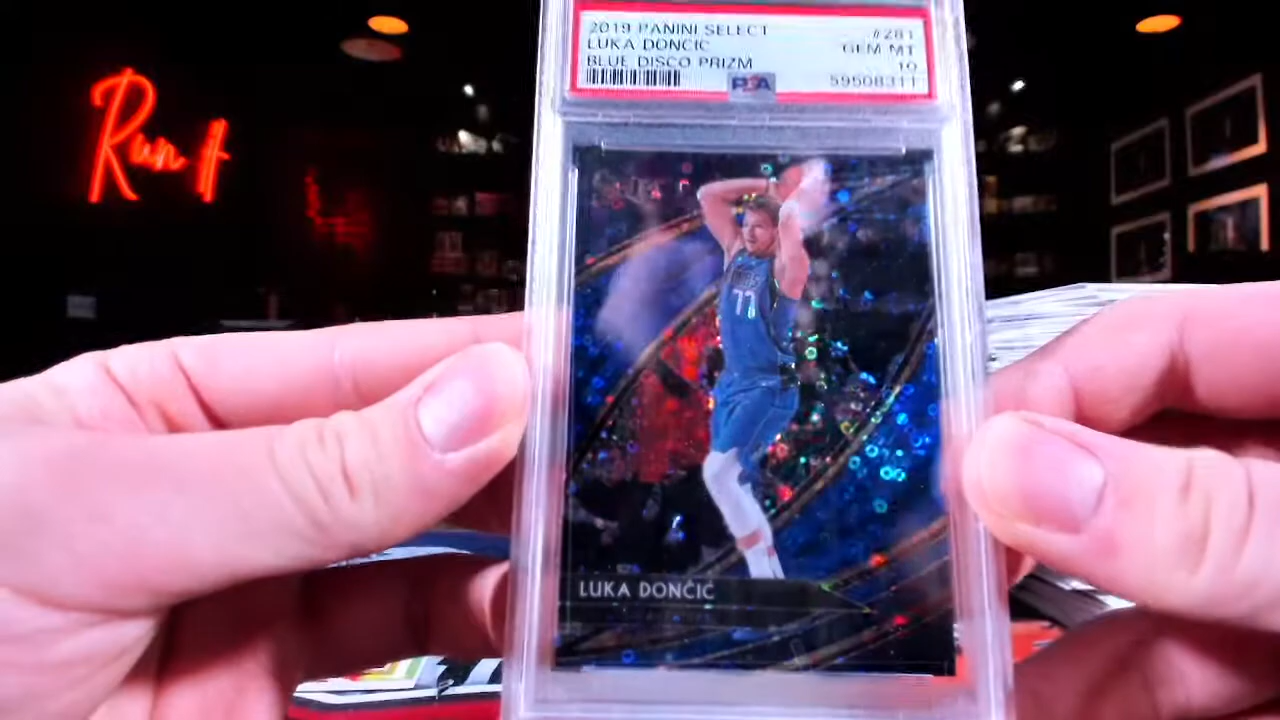 Run It
2019 PANINI SELECT #281
LUKA DONCIC GEM MT
BLUE DISCO PRIZM 10
PSA 59508311
77
LUKA DONČIĆ